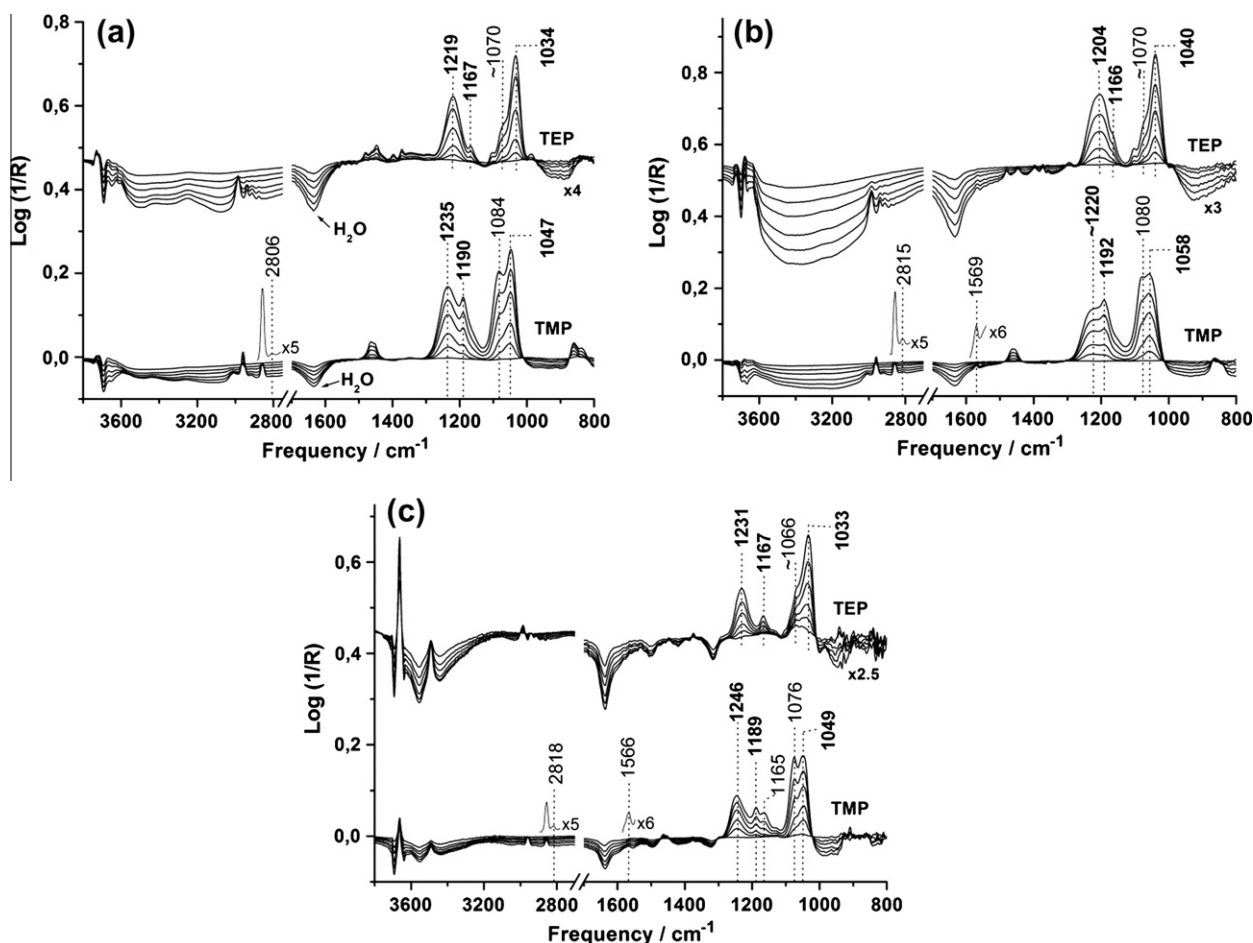 (a)
Log (1/R)
0,8
0,6
0,4
0,2
0,0
1219
1167
~1070
1034
TEP
x4
H2O
2806
x5
1235
1190
1084
1047
TMP
H2O
3600 3200 2800 1600 1400 1200 1000 800
Frequency / cm-1
(b)
Log (1/R)
0,8
0,6
0,4
0,2
0,0
1204
1166
~1070
1040
TEP
x3
2815
x5
1569
x6
~1220
1192
1080
1058
TMP
3600 3200 2800 1600 1400 1200 1000 800
Frequency / cm-1
(c)
Log (1/R)
0,6
0,4
0,2
0,0
1231
1167
~1066
1033
TEP
x2.5
2818
x5
1566
x6
1246
1189
1165
1076
1049
TMP
3600 3200 2800 1600 1400 1200 1000 800
Frequency / cm-1